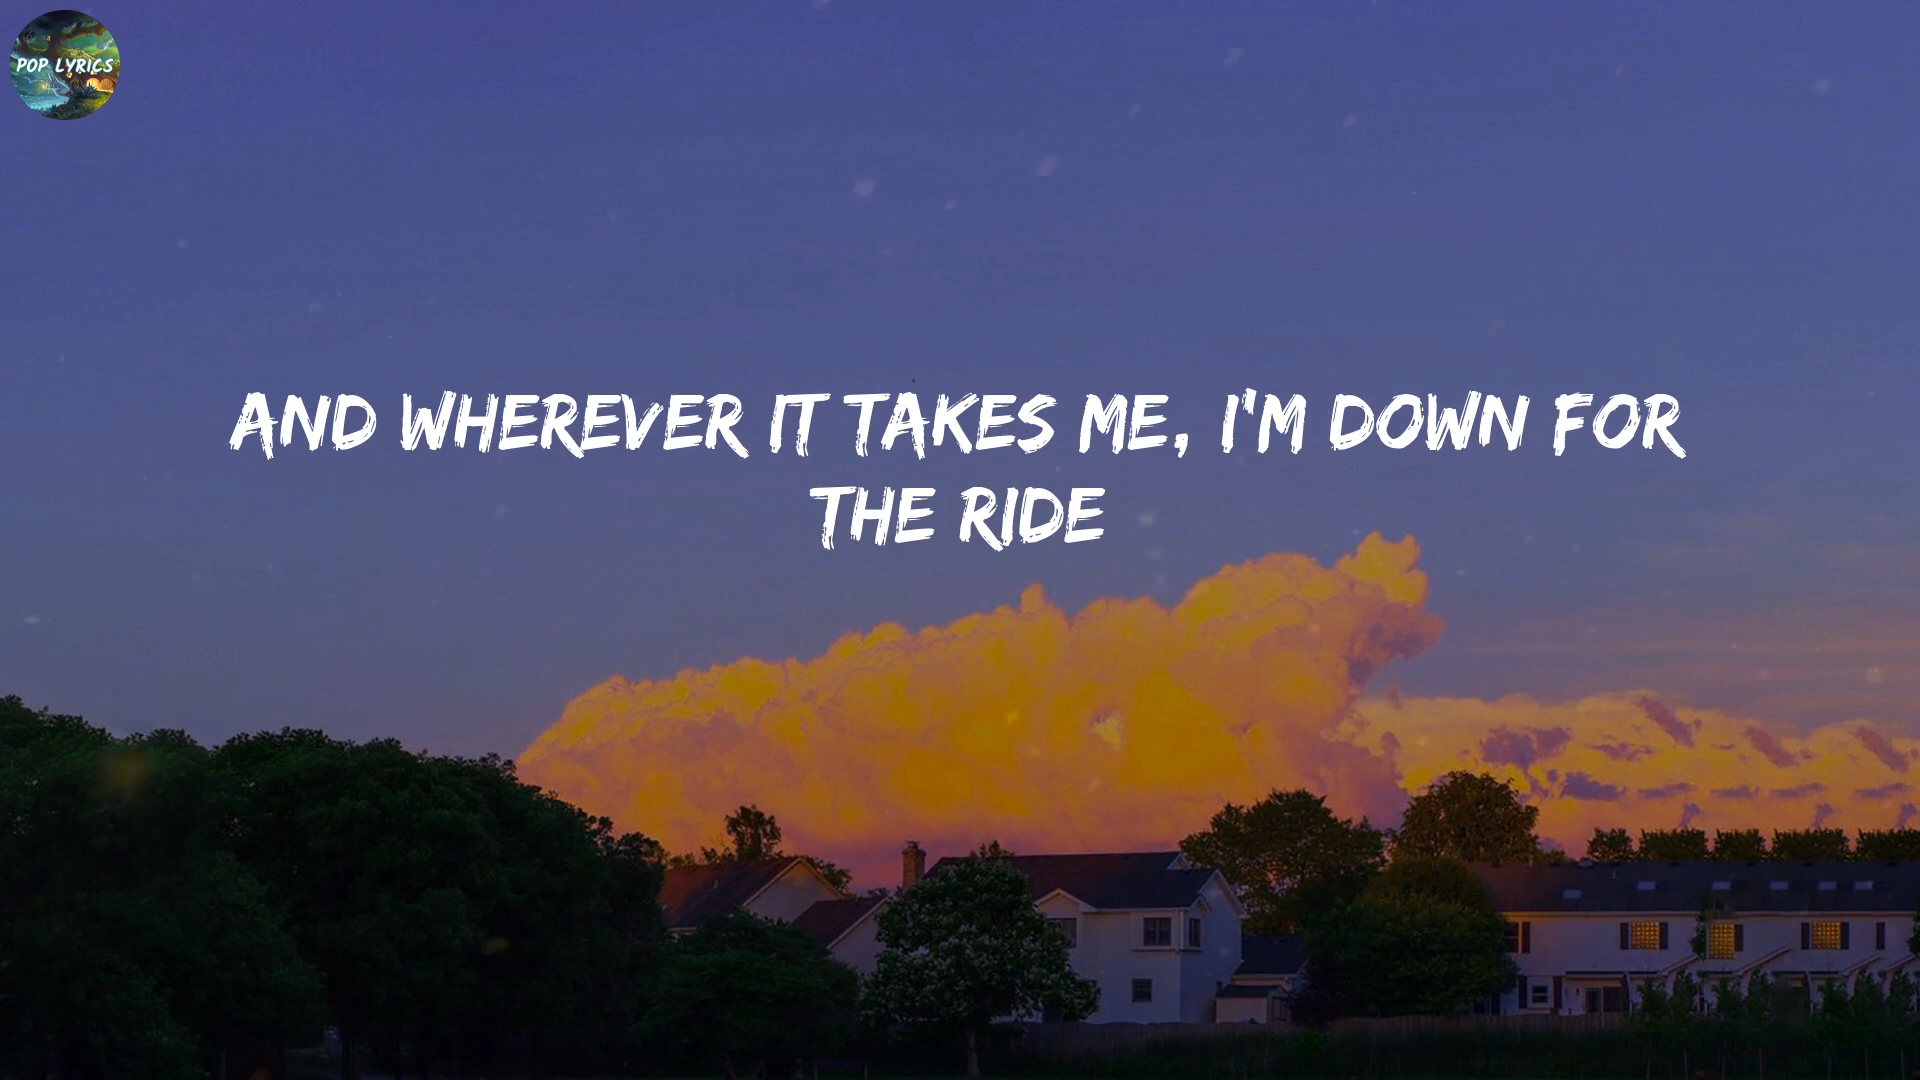 POP LYRICS
AND WHEREVER IT TAKES ME, I'M DOWN FOR
THE RIDE